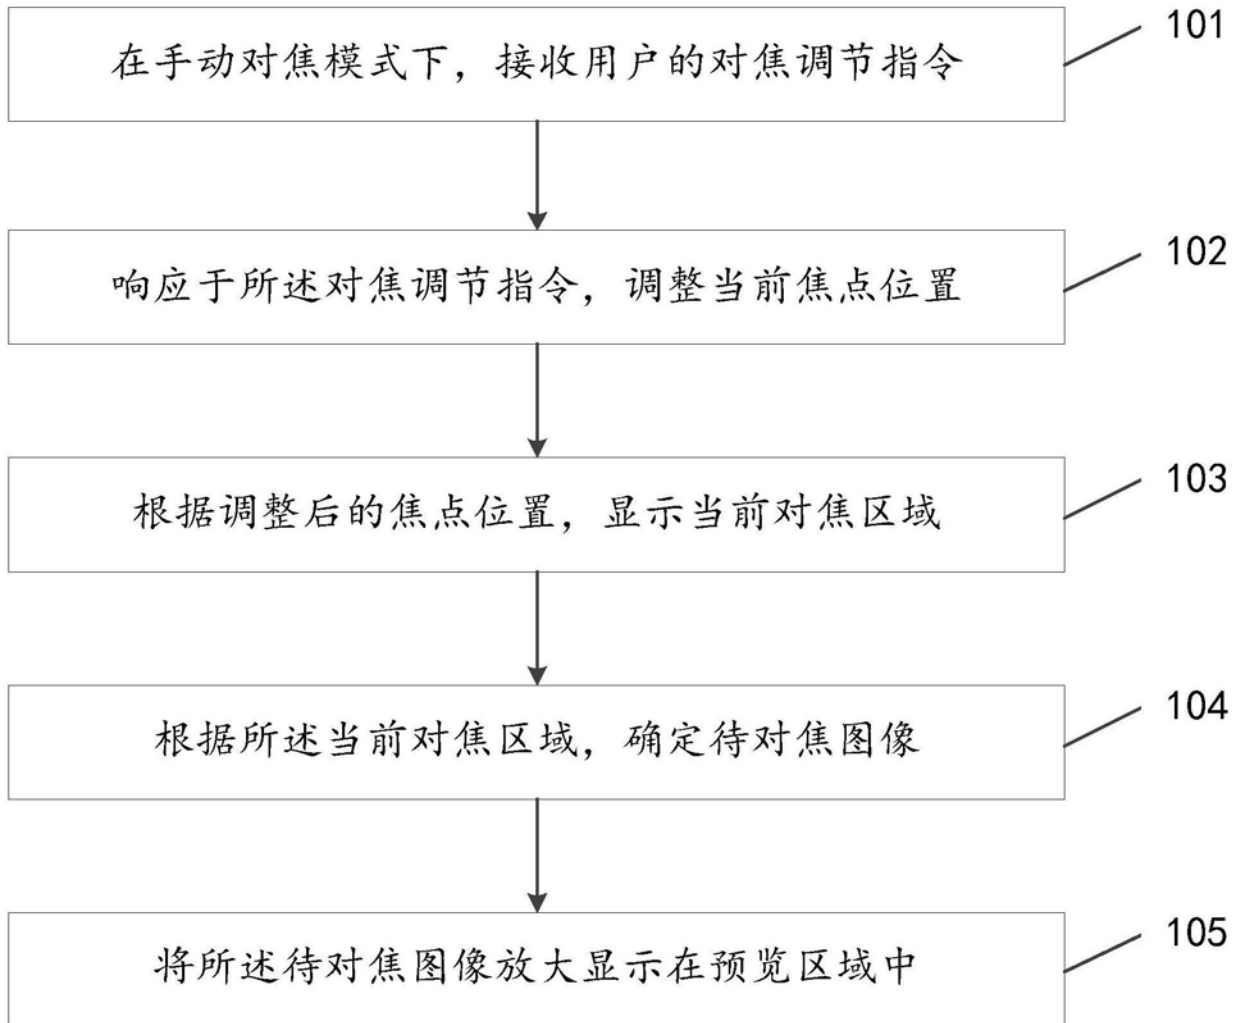 在手动对焦模式下，接收用户的对焦调节指令
101
响应于所述对焦调节指令，调整当前焦点位置
102
根据调整后的焦点位置，显示当前对焦区域
103
根据所述当前对焦区域，确定待对焦图像
104
将所述待对焦图像放大显示在预览区域中
105